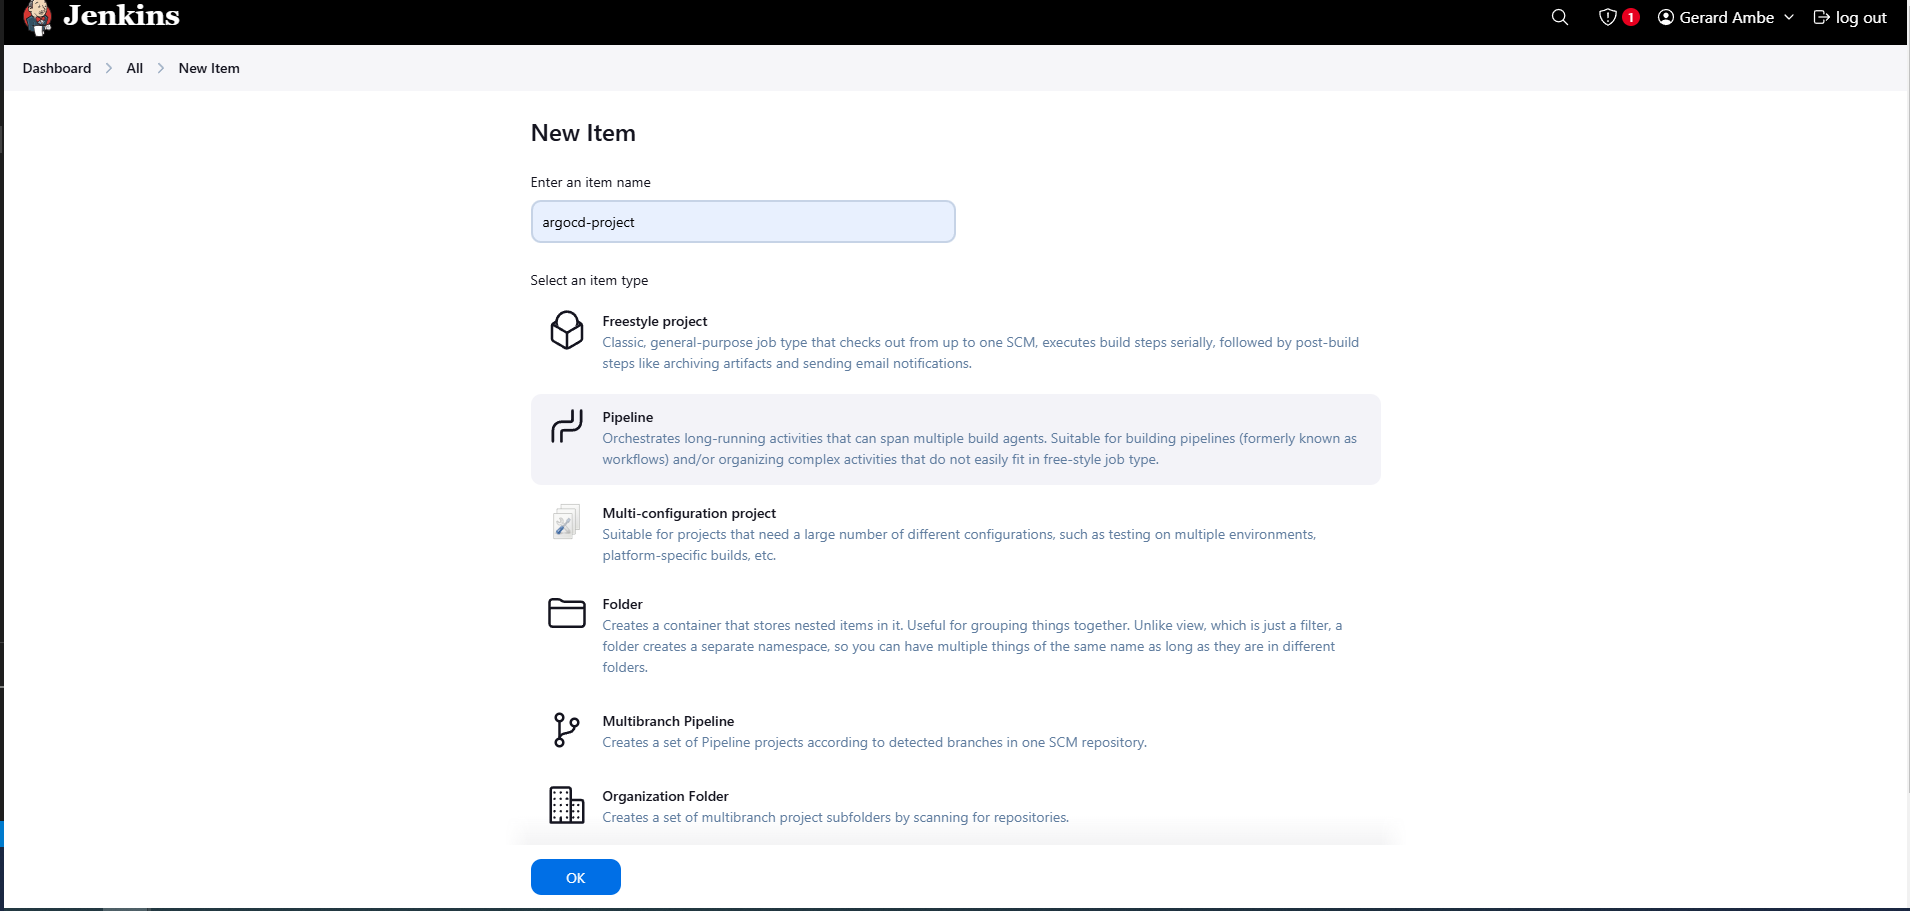 Jenkins
1
Gerard Ambe
log out
Dashboard
All
New Item
New Item
Enter an item name
argocd-project
Select an item type
Freestyle project
Classic, general-purpose job type that checks out from up to one SCM, executes build steps serially, followed by post-build
steps like archiving artifacts and sending email notifications.
Pipeline
Orchestrates long-running activities that can span multiple build agents. Suitable for building pipelines (formerly known as
workflows) and/or organizing complex activities that do not easily fit in free-style job type.
Multi-configuration project
Suitable for projects that need a large number of different configurations, such as testing on multiple environments,
platform-specific builds, etc.
Folder
Creates a container that stores nested items in it. Useful for grouping things together. Unlike view, which is just a filter, a
folder creates a separate namespace, so you can have multiple things of the same name as long as they are in different
folders.
Multibranch Pipeline
Creates a set of Pipeline projects according to detected branches in one SCM repository.
Organization Folder
Creates a set of multibranch project subfolders by scanning for repositories.
OK